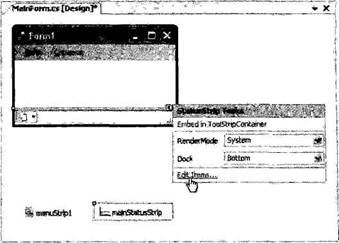 MainForm.cs [Design]*
Form1
StatusStrip Tasks
Embed in ToolStripContainer
RenderMode System
Dock Bottom
Edit Items...
menuStrip1 mainStatusStrip